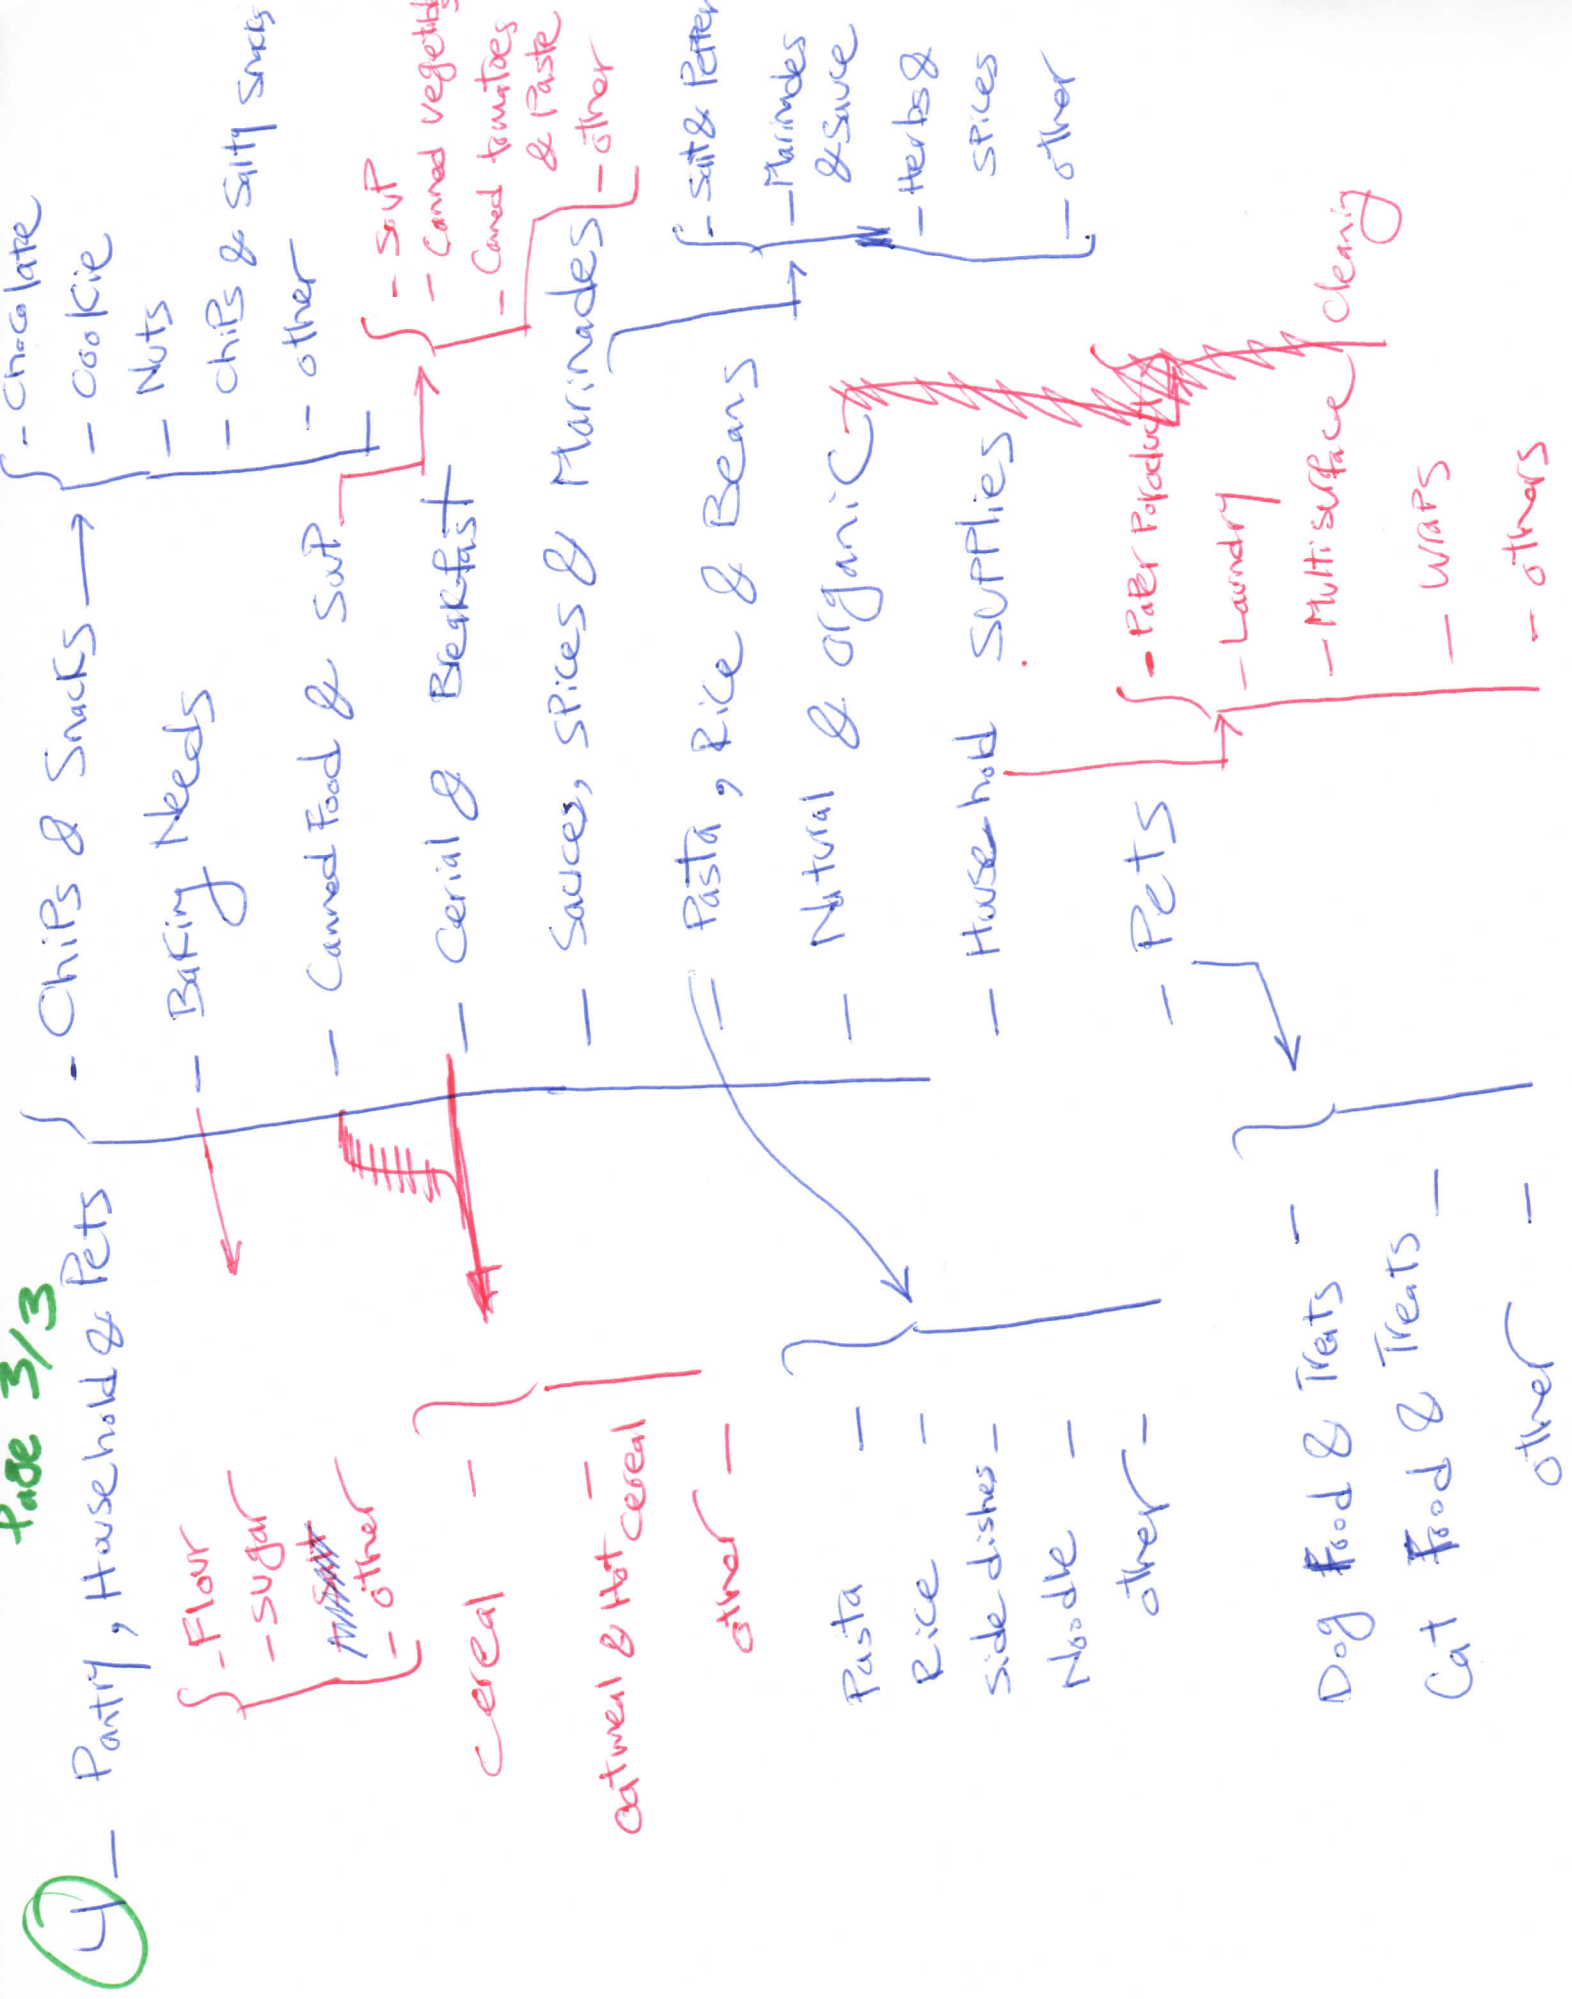 Page 3/3
4 - Pantry, Household & Pets
- Chips & Snacks
- Chocolate
- Cookie
- Nuts
- Chips & Salty Snacks
- other
- Baking Needs
- Flour
- sugar
- other
- Canned Food & Soup
- Soup
- Canned vegetables
- Caned tomatoes
& Paste
- other
- Cerial & Breakfast
cereal -
oatmeal & Hot cereal -
other -
- Sauces, Spices & Marinades
- Salt & Pepper
- Marinades
& Sauce
- Herbs &
spices
- other
- Pasta, Rice & Beans
Pasta -
Rice -
Side dishes -
Noodle -
other -
- Natural & organic
- Household supplies
- Paper Product
- Laundry
- Multisurface Cleaning
- wraps
- others
- Pets
Dog Food & Treats -
Cat Food & Treats -
other -